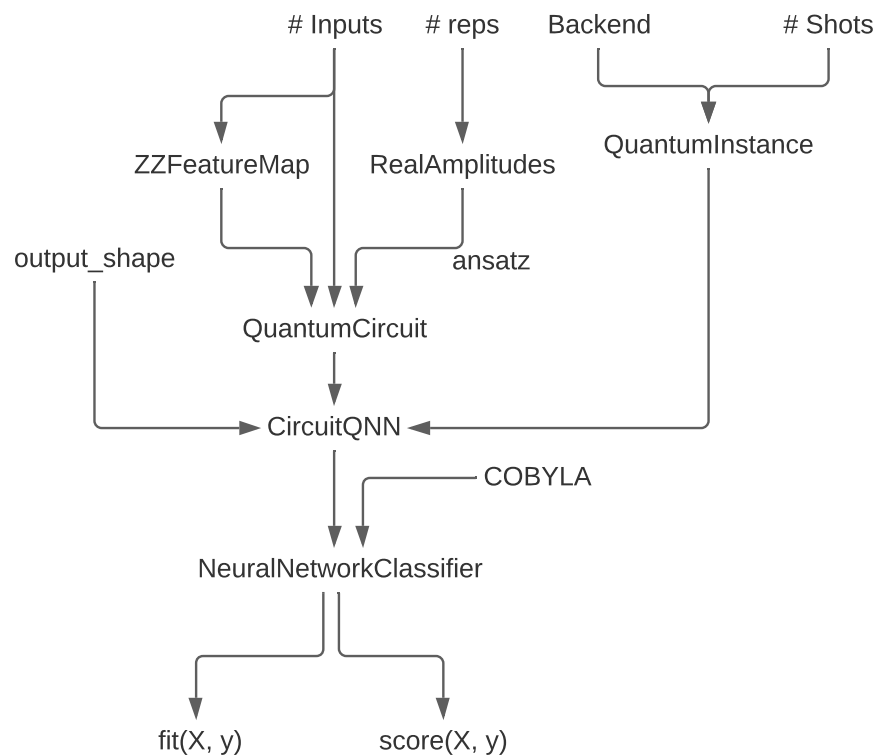 # Inputs
# reps
Backend
# Shots
QuantumInstance
ZZFeatureMap
RealAmplitudes
output_shape
ansatz
QuantumCircuit
CircuitQNN
COBYLA
NeuralNetworkClassifier
fit(X, y)
score(X, y)